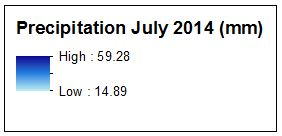 Precipitation July 2014 (mm)
High : 59.28
Low : 14.89